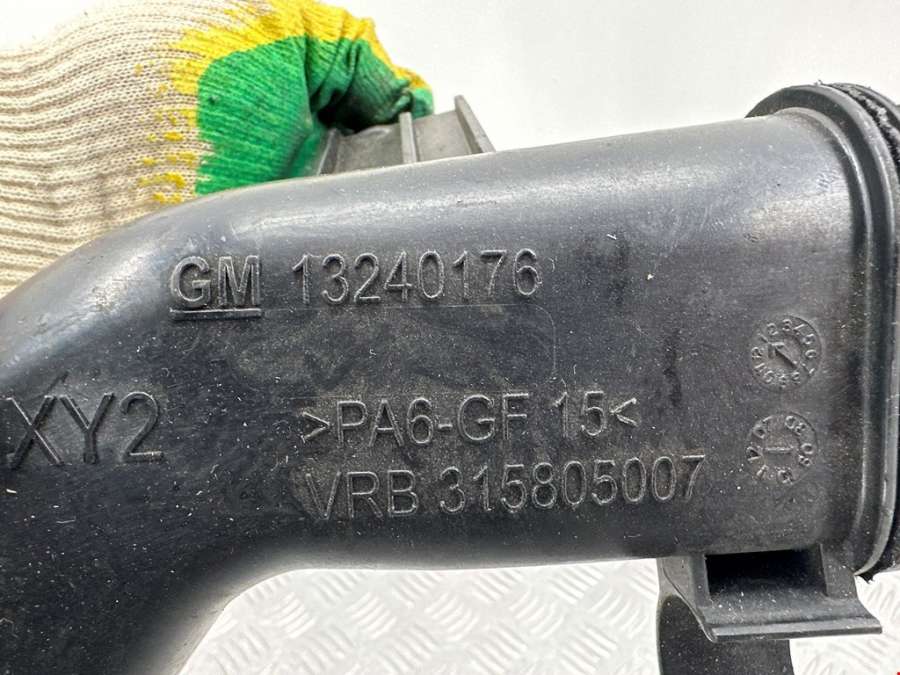 GM 13240176
XY2
>PA6-GF 15<
VRB 315805007